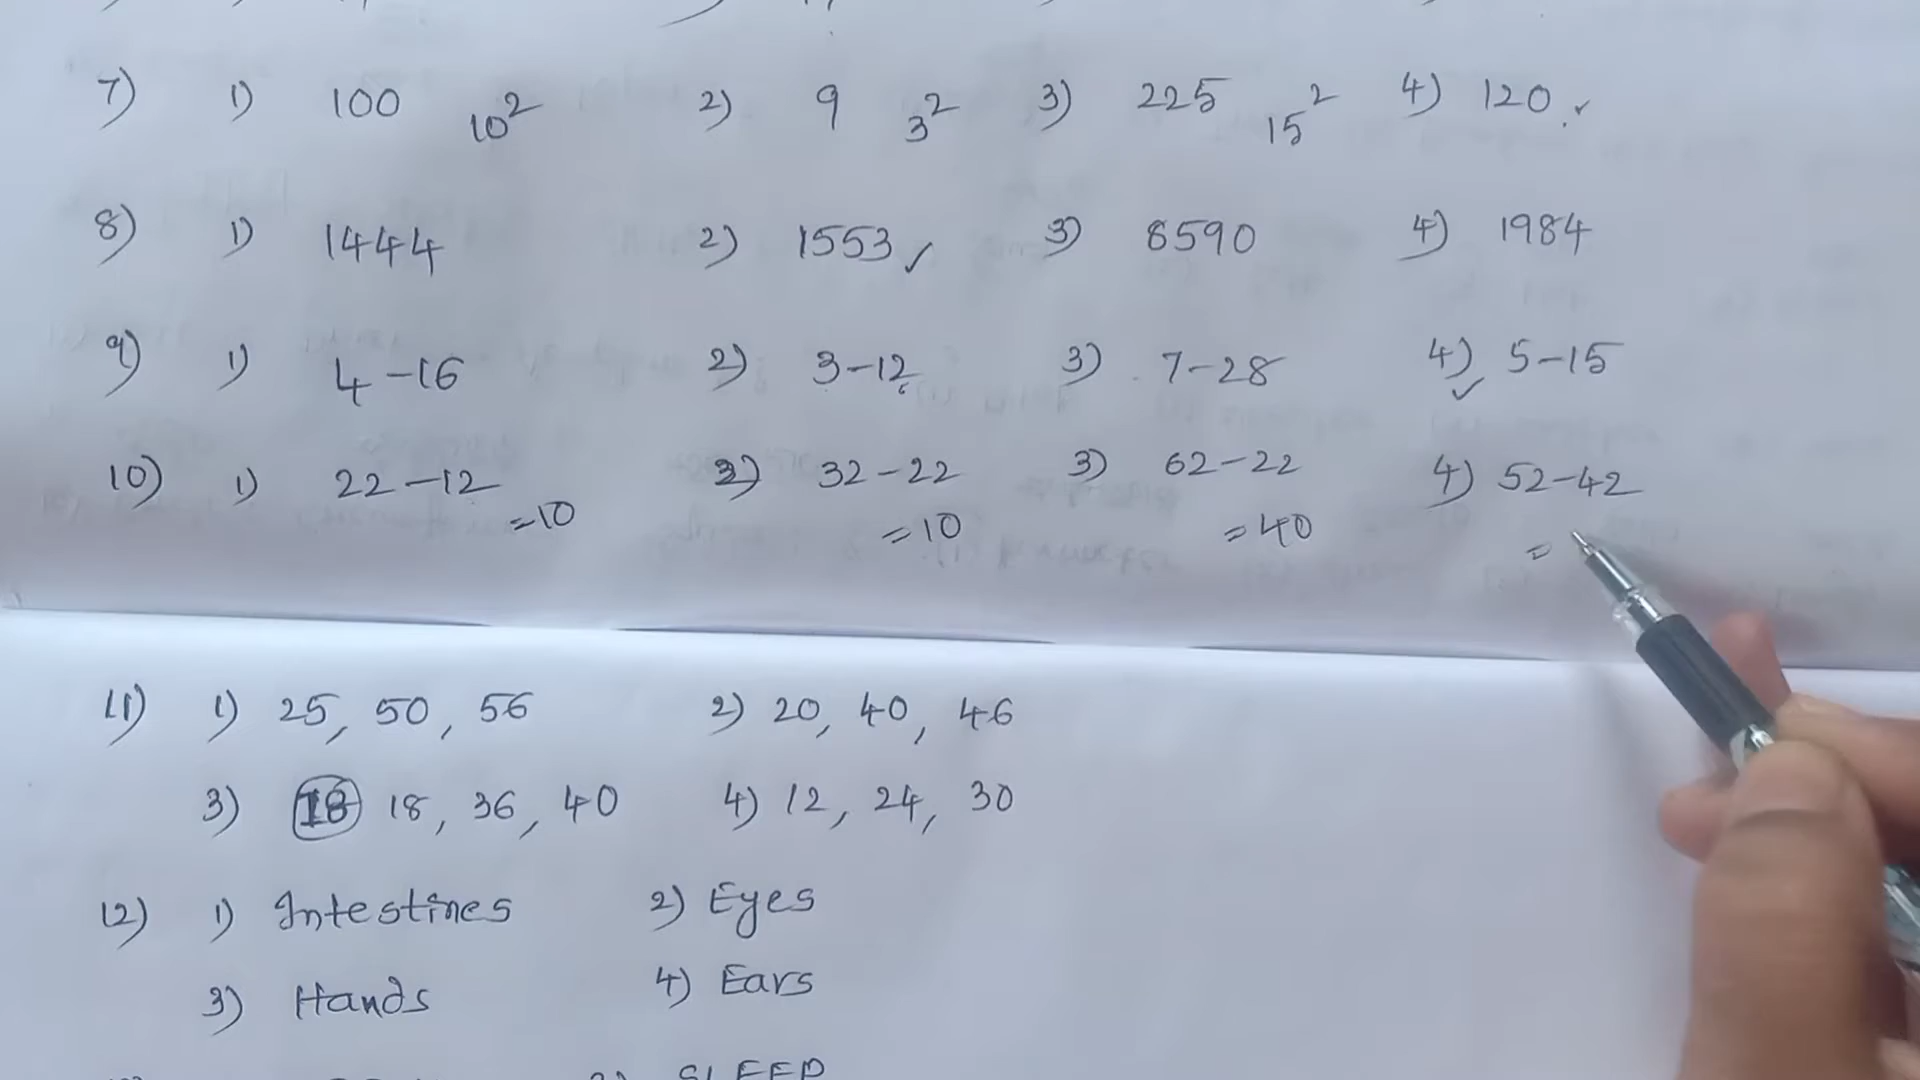 7) 1) 100 10² 2) 9 3² 3) 225 15² 4) 120 ✓
8) 1) 1444 2) 1553 ✓ 3) 8590 4) 1984
9) 1) 4-16 2) 3-12 3) 7-28 4) ✓ 5-15
10) 1) 22-12 2) 32-22 3) 62-22 4) 52-42
=10 =10 =40 =
11) 1) 25, 50, 56 2) 20, 40, 46
3) 18 18, 36, 40 4) 12, 24, 30
12) 1) Intestines 2) Eyes
3) Hands 4) Ears
SLEEP